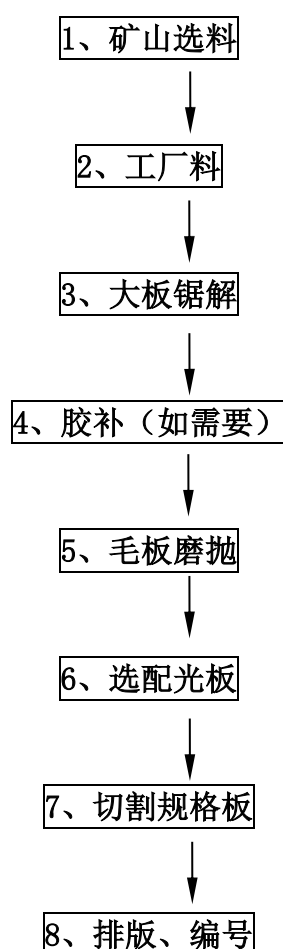 1、矿山选料
2、工厂料
3、大板锯解
4、胶补（如需要）
5、毛板磨抛
6、选配光板
7、切割规格板
8、排版、编号